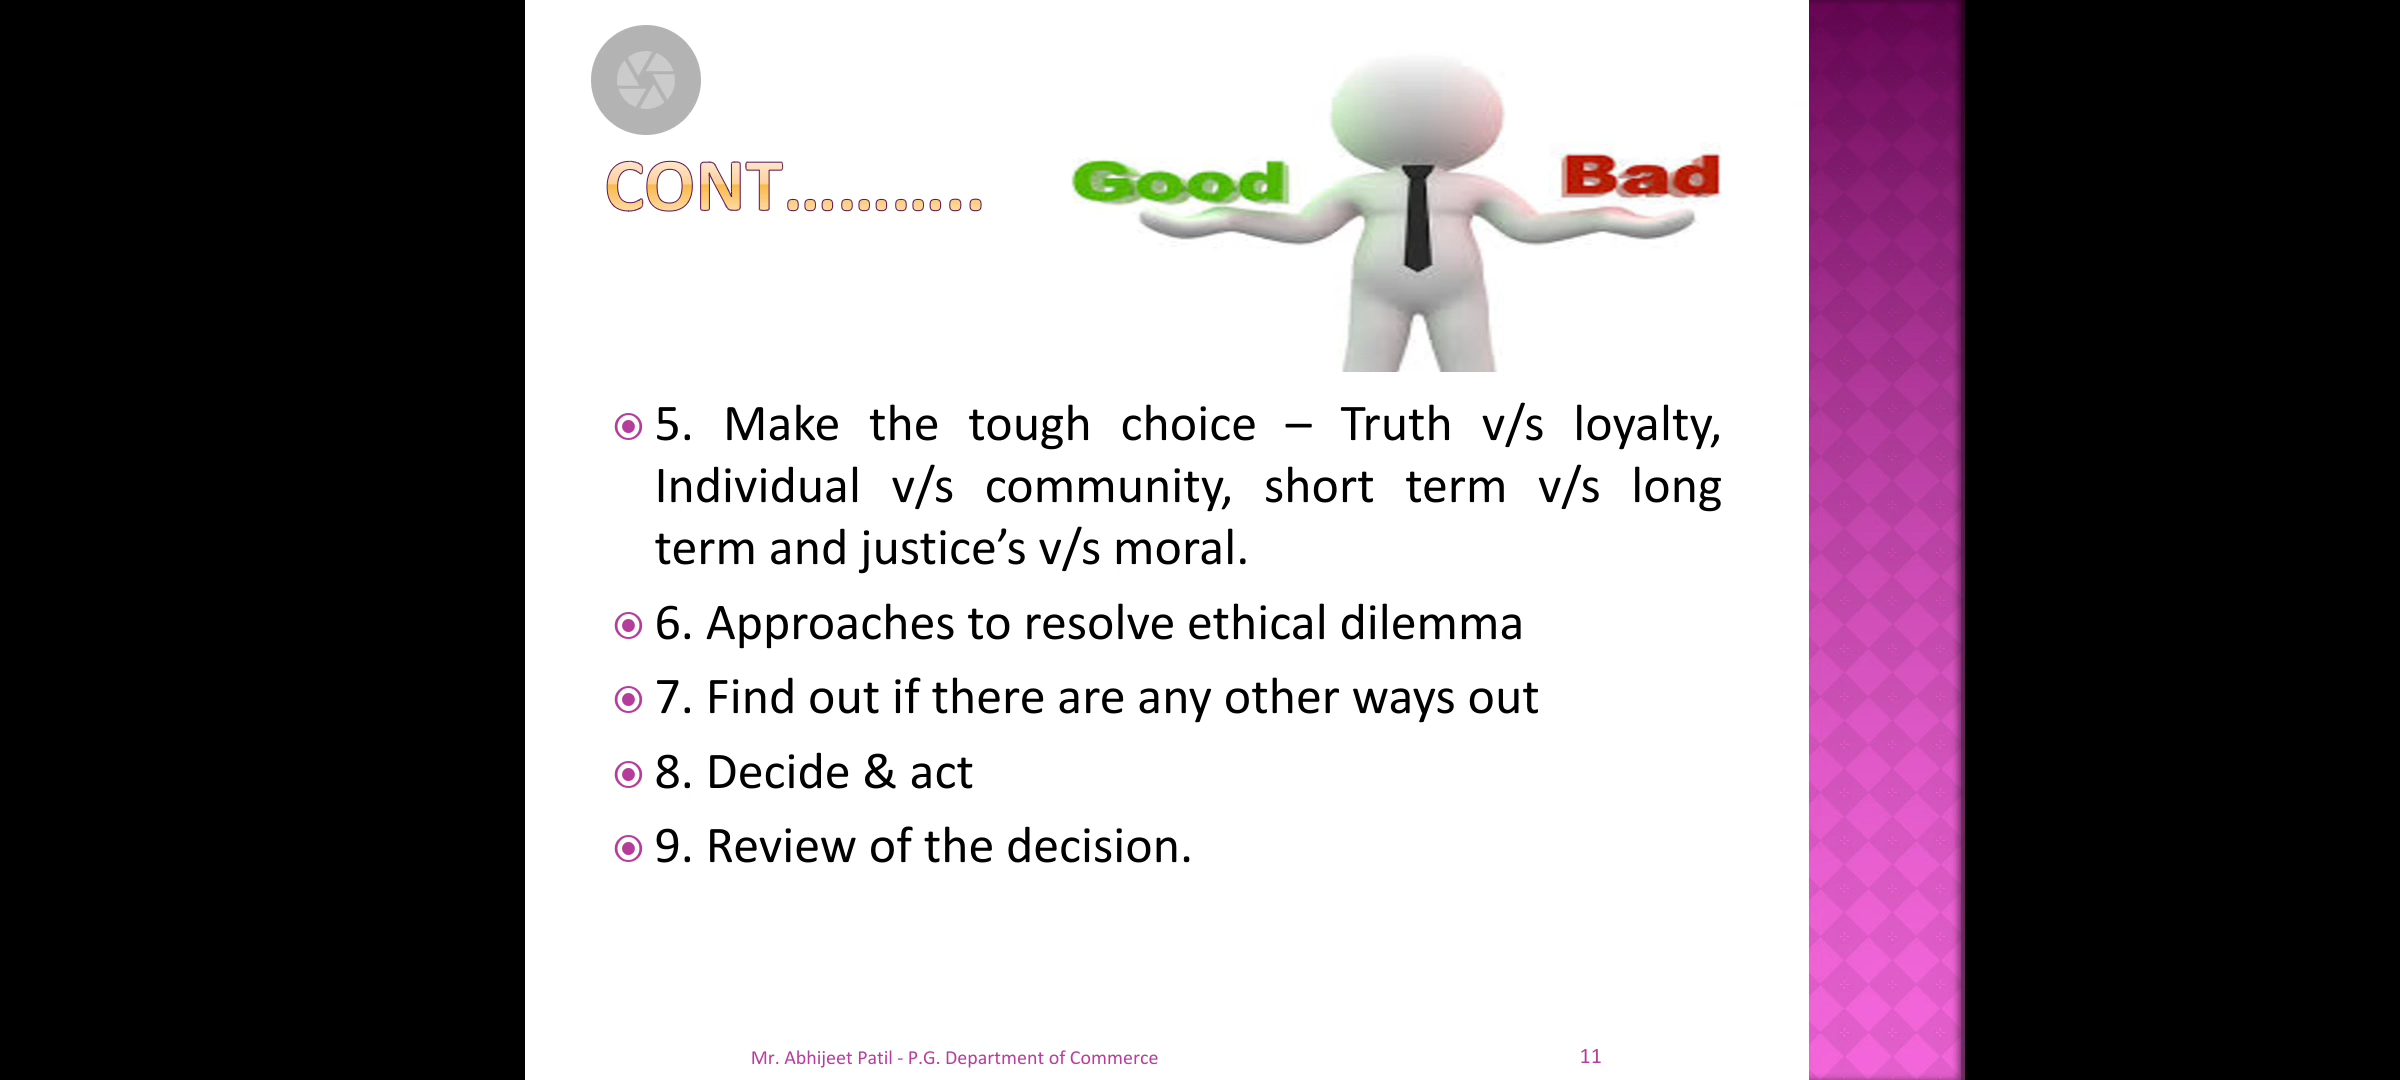 Good
Bad
CONT...........
5. Make the tough choice – Truth v/s loyalty,
Individual v/s community, short term v/s long
term and justice’s v/s moral.
6. Approaches to resolve ethical dilemma
7. Find out if there are any other ways out
8. Decide & act
9. Review of the decision.
Mr. Abhijeet Patil - P.G. Department of Commerce
11